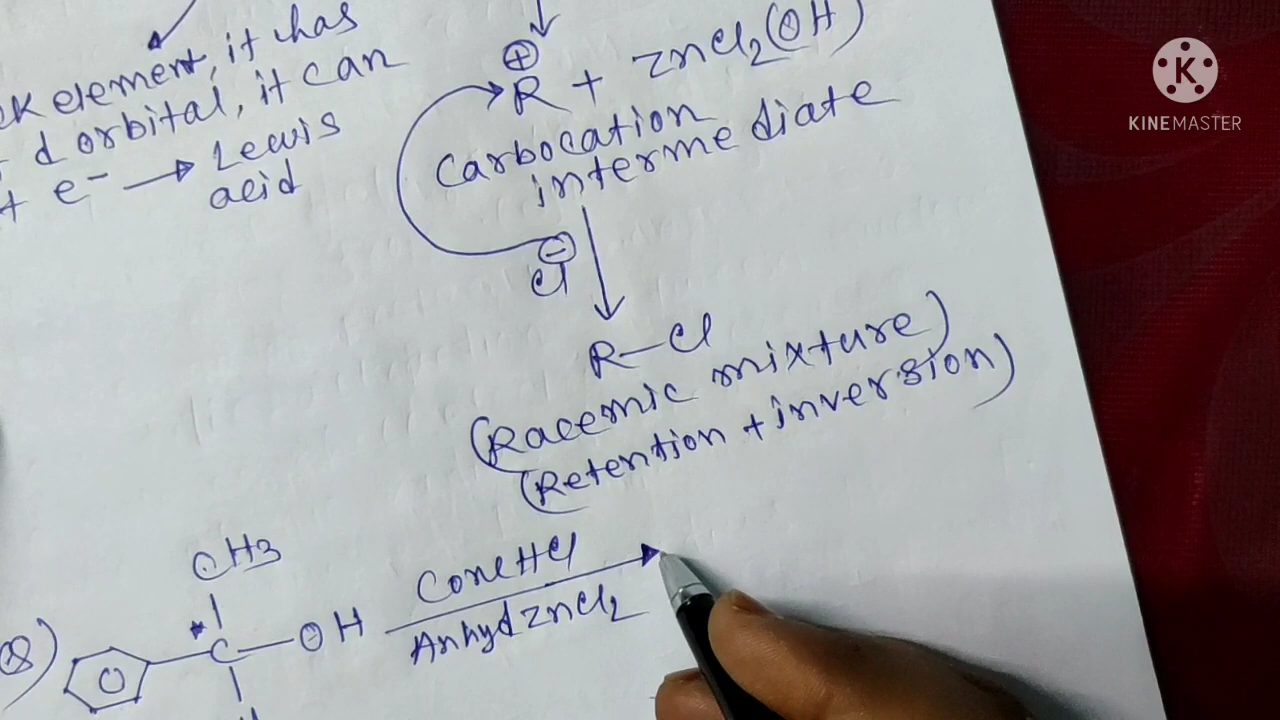 element, it has
d orbital, it can
+ e⁻ → Lewis
acid
⊕
R + ZnCl₂(OH)
Carbocation
intermediate
⊖
Cl
R—Cl
(Racemic mixture)
(Retention + inversion)
Q)
CH3
*C—OH
Conc HCl
Anhyd ZnCl₂
K
KINEMASTER